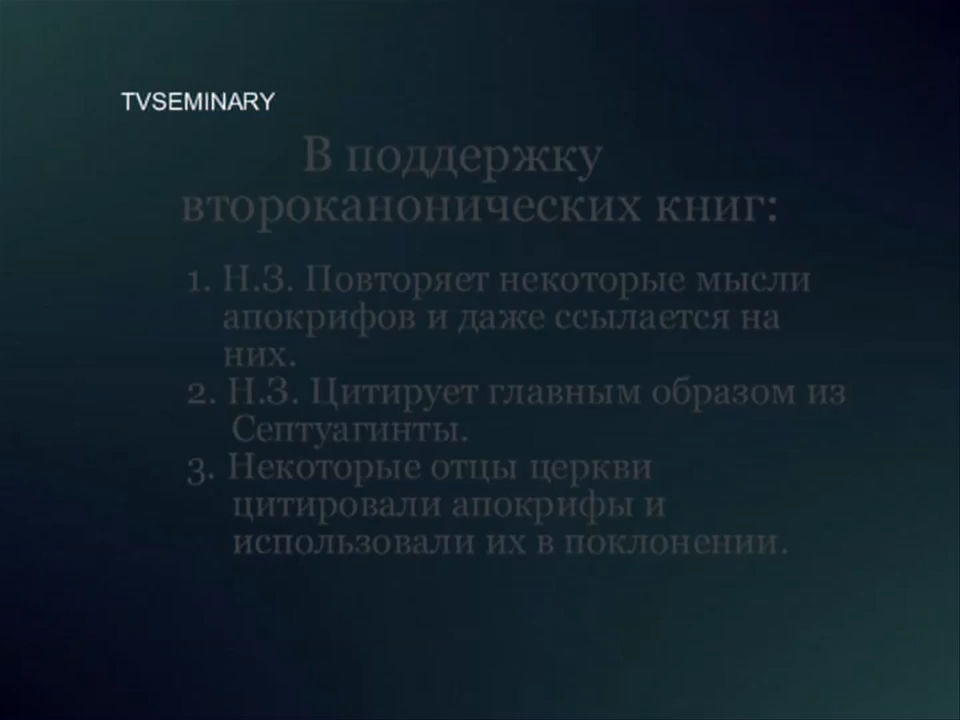 TVSEMINARY
В поддержку
второканонических книг:
1. Н.З. Повторяет некоторые мысли
апокрифов и даже ссылается на
них.
2. Н.З. Цитирует главным образом из
Септуагинты.
3. Некоторые отцы церкви
цитировали апокрифы и
использовали их в поклонении.